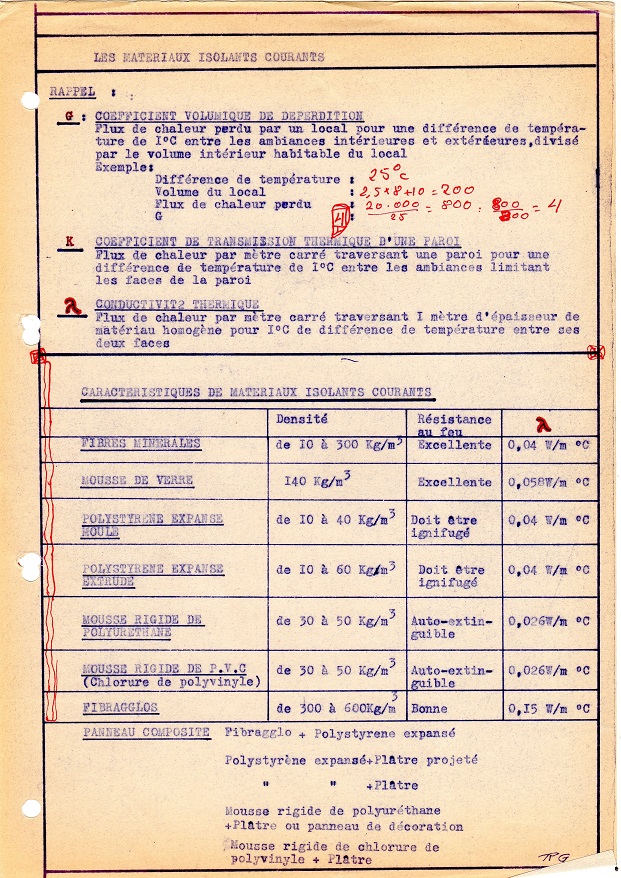 LES MATERIAUX ISOLANTS COURANTS
RAPPEL :
G : COEFFICIENT VOLUMIQUE DE DEPERDITION
Flux de chaleur perdu par un local pour une différence de tempéra-
ture de I°C entre les ambiances intérieures et extérieures,divisé
par le volume intérieur habitable du local
Exemple:
Différence de température : 25°c
Volume du local : 2,5x8+10 = 200
Flux de chaleur perdu : 20.000/25 = 800 : 800/200 = 4
G : 4
K COEFFICIENT DE TRANSMISSION THERMIQUE D'UNE PAROI
Flux de chaleur par mètre carré traversant une paroi pour une
différence de température de I°C entre les ambiances limitant
les faces de la paroi
λ CONDUCTIVIT2 THERMIQUE
Flux de chaleur par mètre carré traversant I mètre d'épaisseur de
matériau homogène pour I°C de différence de température entre ses
deux faces
CARACTERISTIQUES DE MATERIAUX ISOLANTS COURANTS
Densité Résistance au feu λ
FIBRES MINERALES de I0 à 300 Kg/m³ Excellente 0,04 W/m °C
MOUSSE DE VERRE I40 Kg/m³ Excellente 0,058W/m °C
POLYSTYRENE EXPANSE de I0 à 40 Kg/m³ Doit être 0,04 W/m °C
MOULE ignifugé
POLYSTYRENE EXPANSE de I0 à 60 Kg/m³ Doit être 0,04 W/m °C
EXTRUDE ignifugé
MOUSSE RIGIDE DE de 30 à 50 Kg/m³ Auto-extin- 0,026W/m °C
POLYURETHANE guible
MOUSSE RIGIDE DE P.V.C de 30 à 50 Kg/m³ Auto-extin- 0,026W/m °C
(Chlorure de polyvinyle) guible
FIBRAGGLOS de 300 à 600Kg/m³ Bonne 0,I5 W/m °C
PANNEAU COMPOSITE Fibragglo + Polystyrene expansé
Polystyrène expansé+Plâtre projeté
" " +Plâtre
Mousse rigide de polyuréthane
+Plâtre ou panneau de décoration
Mousse rigide de chlorure de
polyvinyle + Plâtre